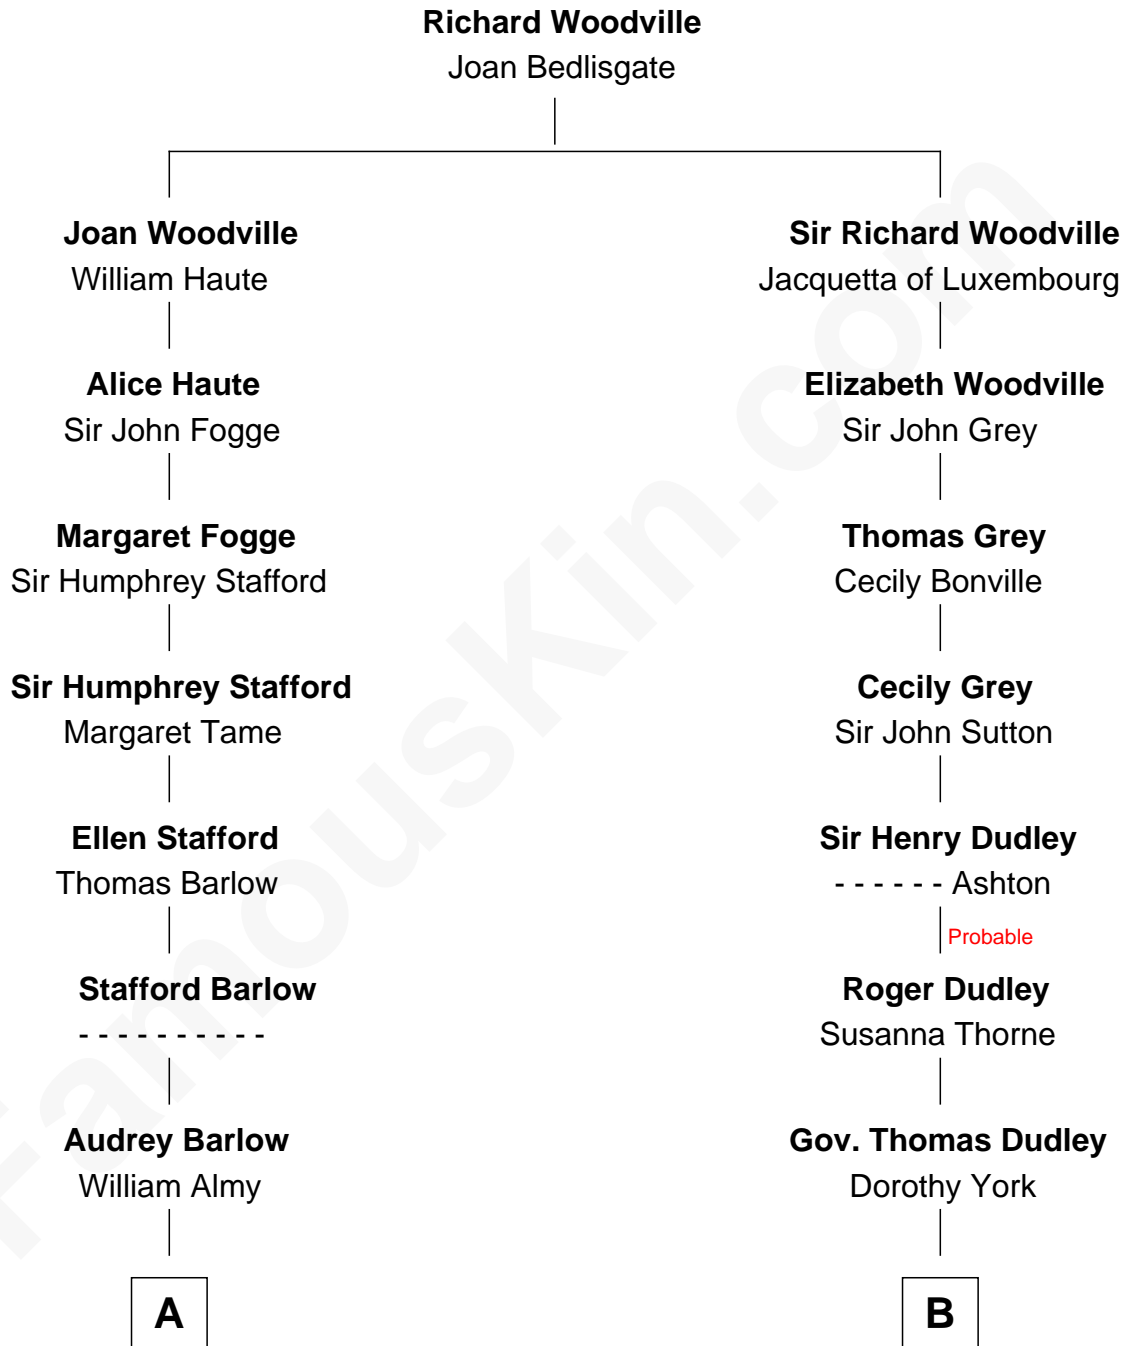 Richard Woodville
Joan Bedlisgate
Joan Woodville
William Haute
Alice Haute
Sir John Fogge
Margaret Fogge
Sir Humphrey Stafford
Sir Humphrey Stafford
Margaret Tame
Ellen Stafford
Thomas Barlow
Stafford Barlow
- - - - - - - - - -
Audrey Barlow
William Almy
A
Sir Richard Woodville
Jacquetta of Luxembourg
Elizabeth Woodville
Sir John Grey
Thomas Grey
Cecily Bonville
Cecily Grey
Sir John Sutton
Sir Henry Dudley
- - - - - - Ashton
Probable
Roger Dudley
Susanna Thorne
Gov. Thomas Dudley
Dorothy York
B
FamousKin.com